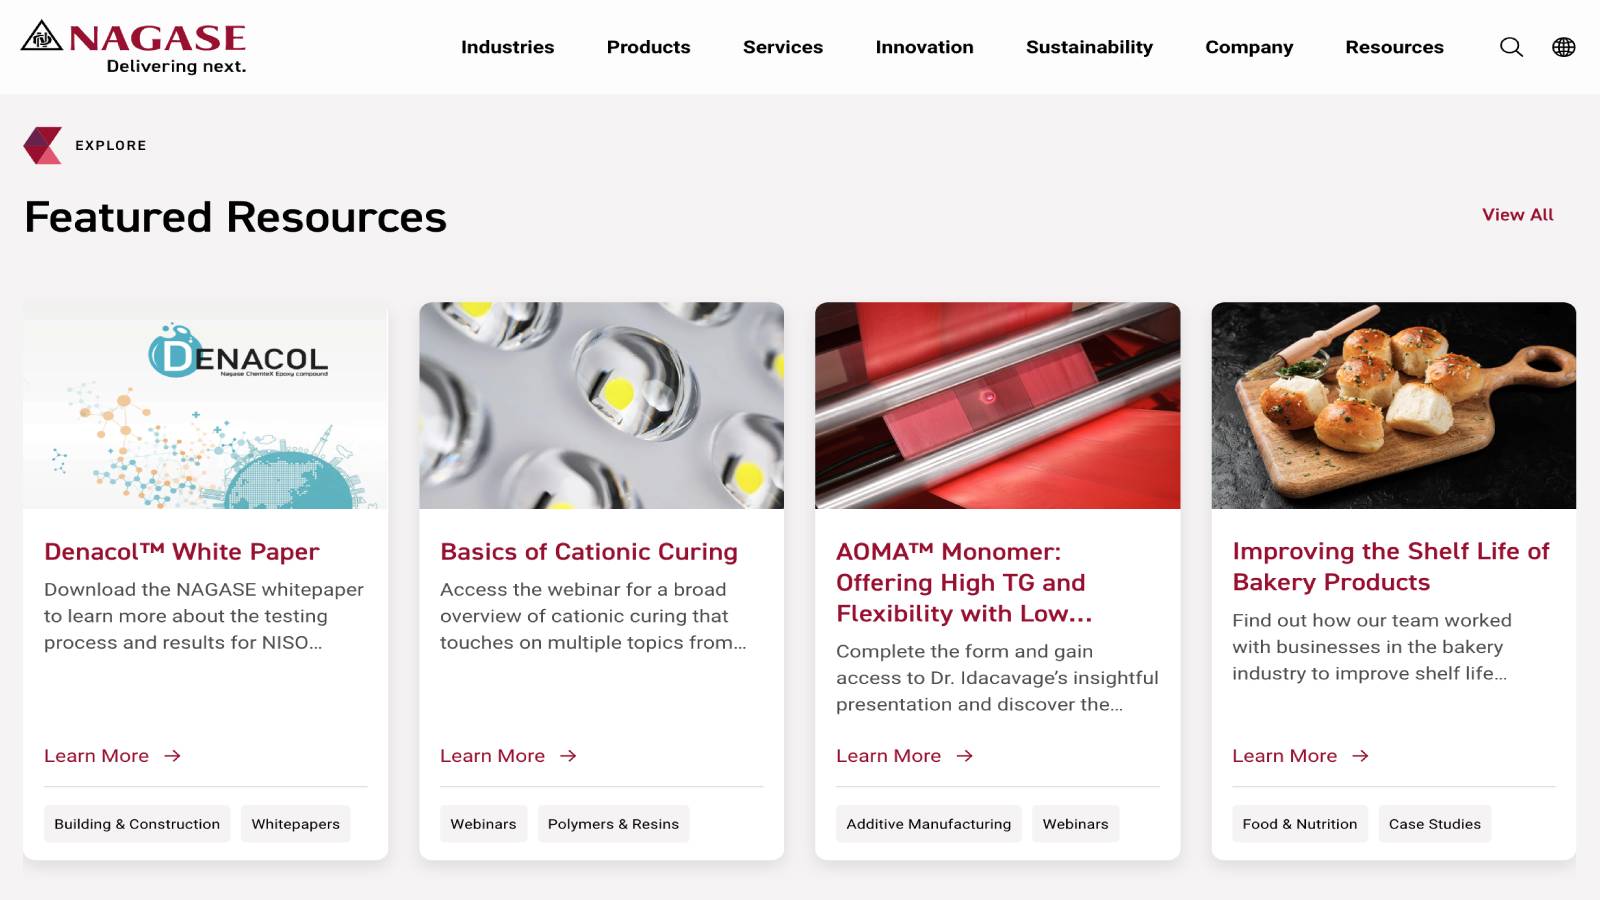 NAGASE
Delivering next.
Industries
Products
Services
Innovation
Sustainability
Company
Resources
EXPLORE
Featured Resources
View All
DENACOL
Nagase ChemteX Epoxy compound
Denacol™ White Paper
Download the NAGASE whitepaper
to learn more about the testing
process and results for NISO...
Learn More
Building & Construction
Whitepapers
Basics of Cationic Curing
Access the webinar for a broad
overview of cationic curing that
touches on multiple topics from...
Learn More
Webinars
Polymers & Resins
AOMA™ Monomer:
Offering High TG and
Flexibility with Low...
Complete the form and gain
access to Dr. Idacavage’s insightful
presentation and discover the...
Learn More
Additive Manufacturing
Webinars
Improving the Shelf Life of
Bakery Products
Find out how our team worked
with businesses in the bakery
industry to improve shelf life...
Learn More
Food & Nutrition
Case Studies